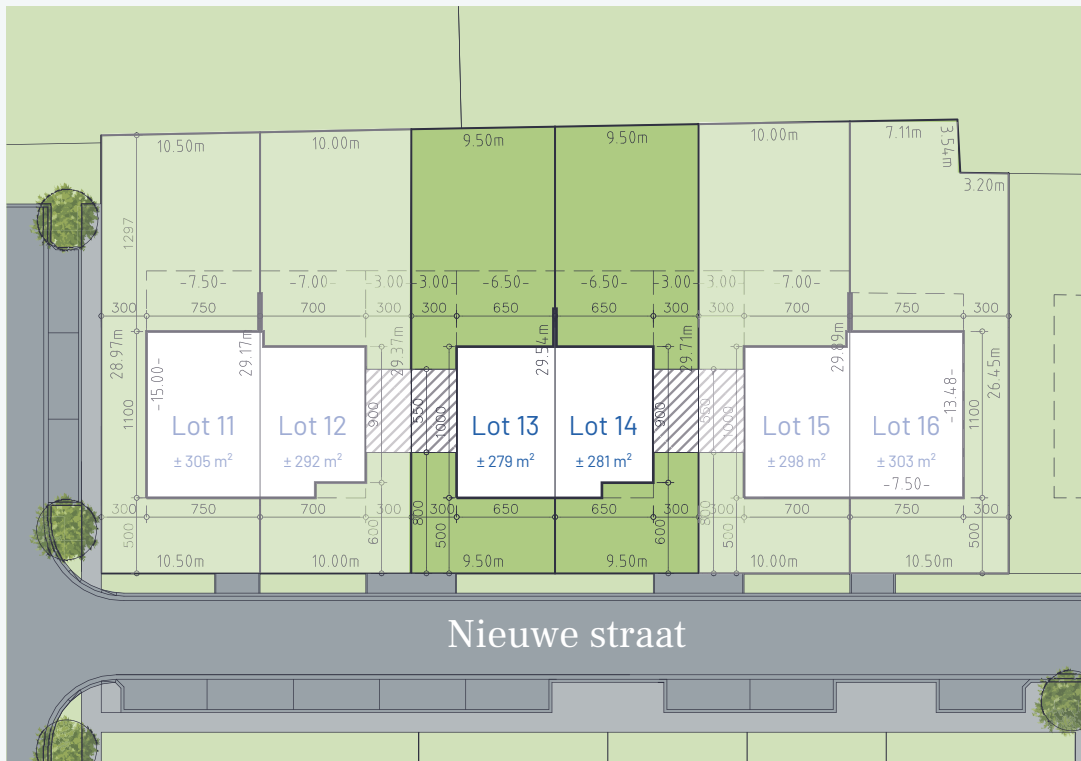 10.50m 10.00m 9.50m 9.50m 10.00m 7.11m
3.54m
3.20m
1297
-7.50- -7.00- -3.00- -3.00- -6.50- -6.50- -3.00- -3.00- -7.00-
300 750 700 300 300 650 650 300 300 700 750 300
28.97m 29.17m 29.37m 29.54m 29.71m 29.89m 26.45m
-15.00- -13.48-
1100 900 550 1000 900 550 1000 1100
Lot 11 Lot 12 Lot 13 Lot 14 Lot 15 Lot 16
± 305 m² ± 292 m² ± 279 m² ± 281 m² ± 298 m² ± 303 m²
-7.50-
300 750 700 300 300 650 650 300 300 700 750 300
500 600 800 500 600 800 500 500
10.50m 10.00m 9.50m 9.50m 10.00m 10.50m
Nieuwe straat